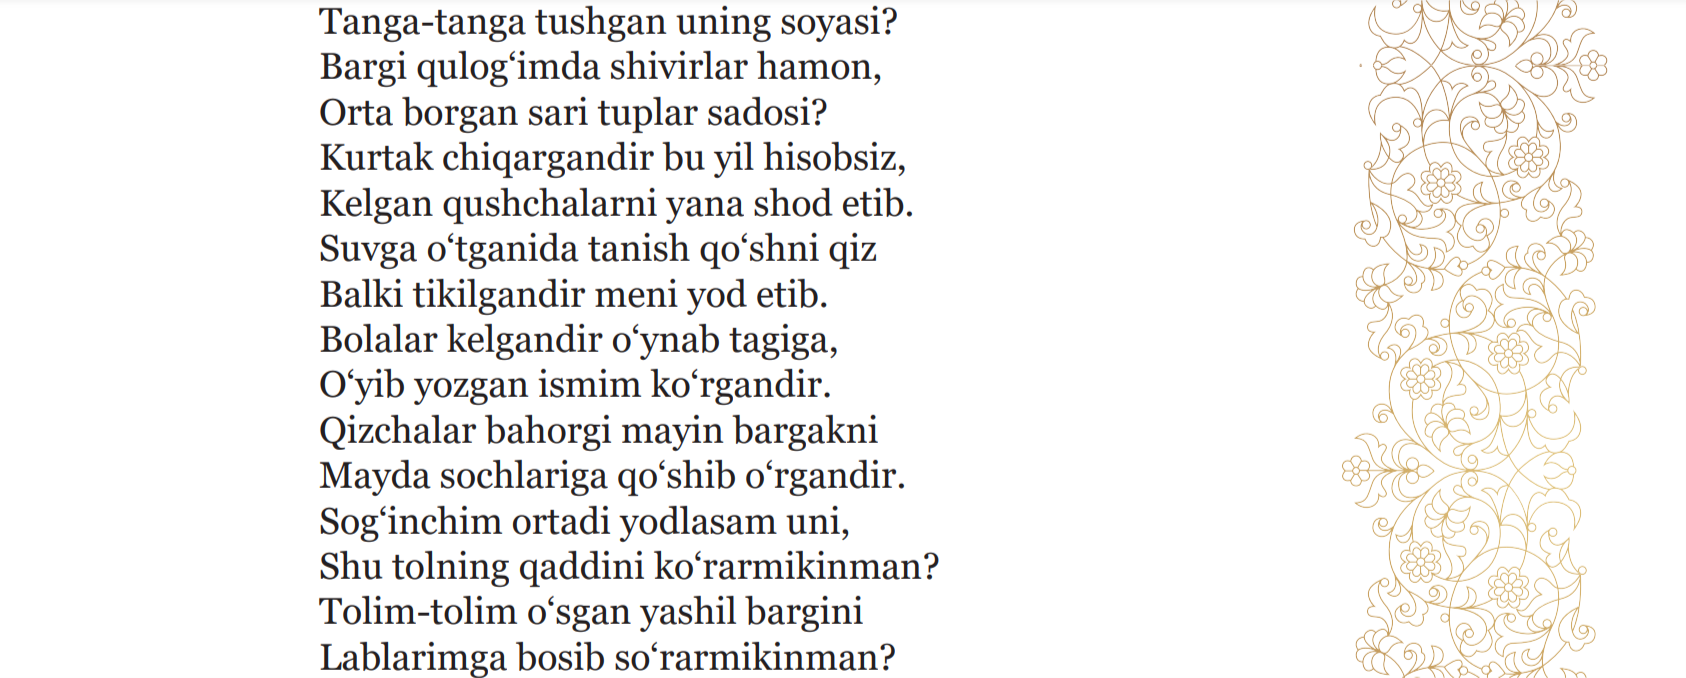 Tanga-tanga tushgan uning soyasi?
Bargi qulog‘imda shivirlar hamon,
Orta borgan sari tuplar sadosi?
Kurtak chiqargandir bu yil hisobsiz,
Kelgan qushchalarni yana shod etib.
Suvga o‘tganida tanish qo‘shni qiz
Balki tikilgandir meni yod etib.
Bolalar kelgandir o‘ynab tagiga,
O‘yib yozgan ismim ko‘rgandir.
Qizchalar bahorgi mayin bargakni
Mayda sochlariga qo‘shib o‘rgandir.
Sog‘inchim ortadi yodlasam uni,
Shu tolning qaddini ko‘rarmikinman?
Tolim-tolim o‘sgan yashil bargini
Lablarimga bosib so‘rarmikinman?